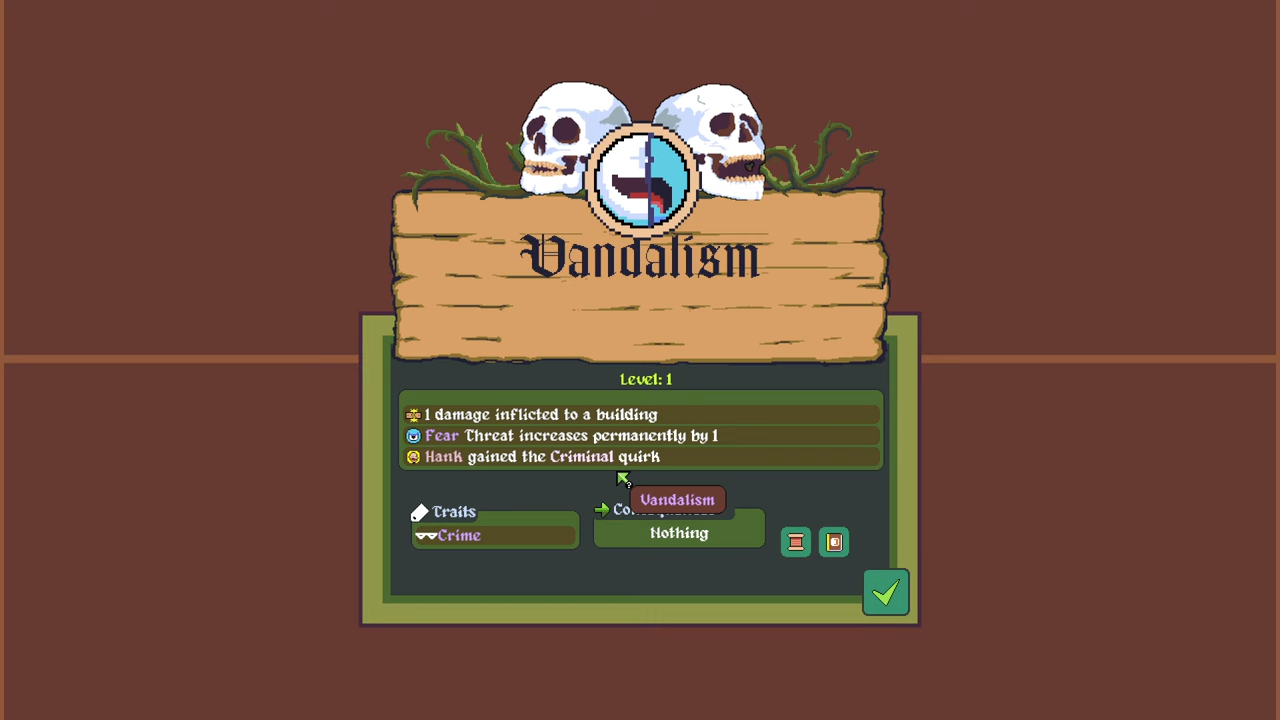 Vandalism
Level: 1
1 damage inflicted to a building
Fear Threat increases permanently by 1
Hank gained the Criminal quirk
Vandalism
Traits
Crime
Nothing